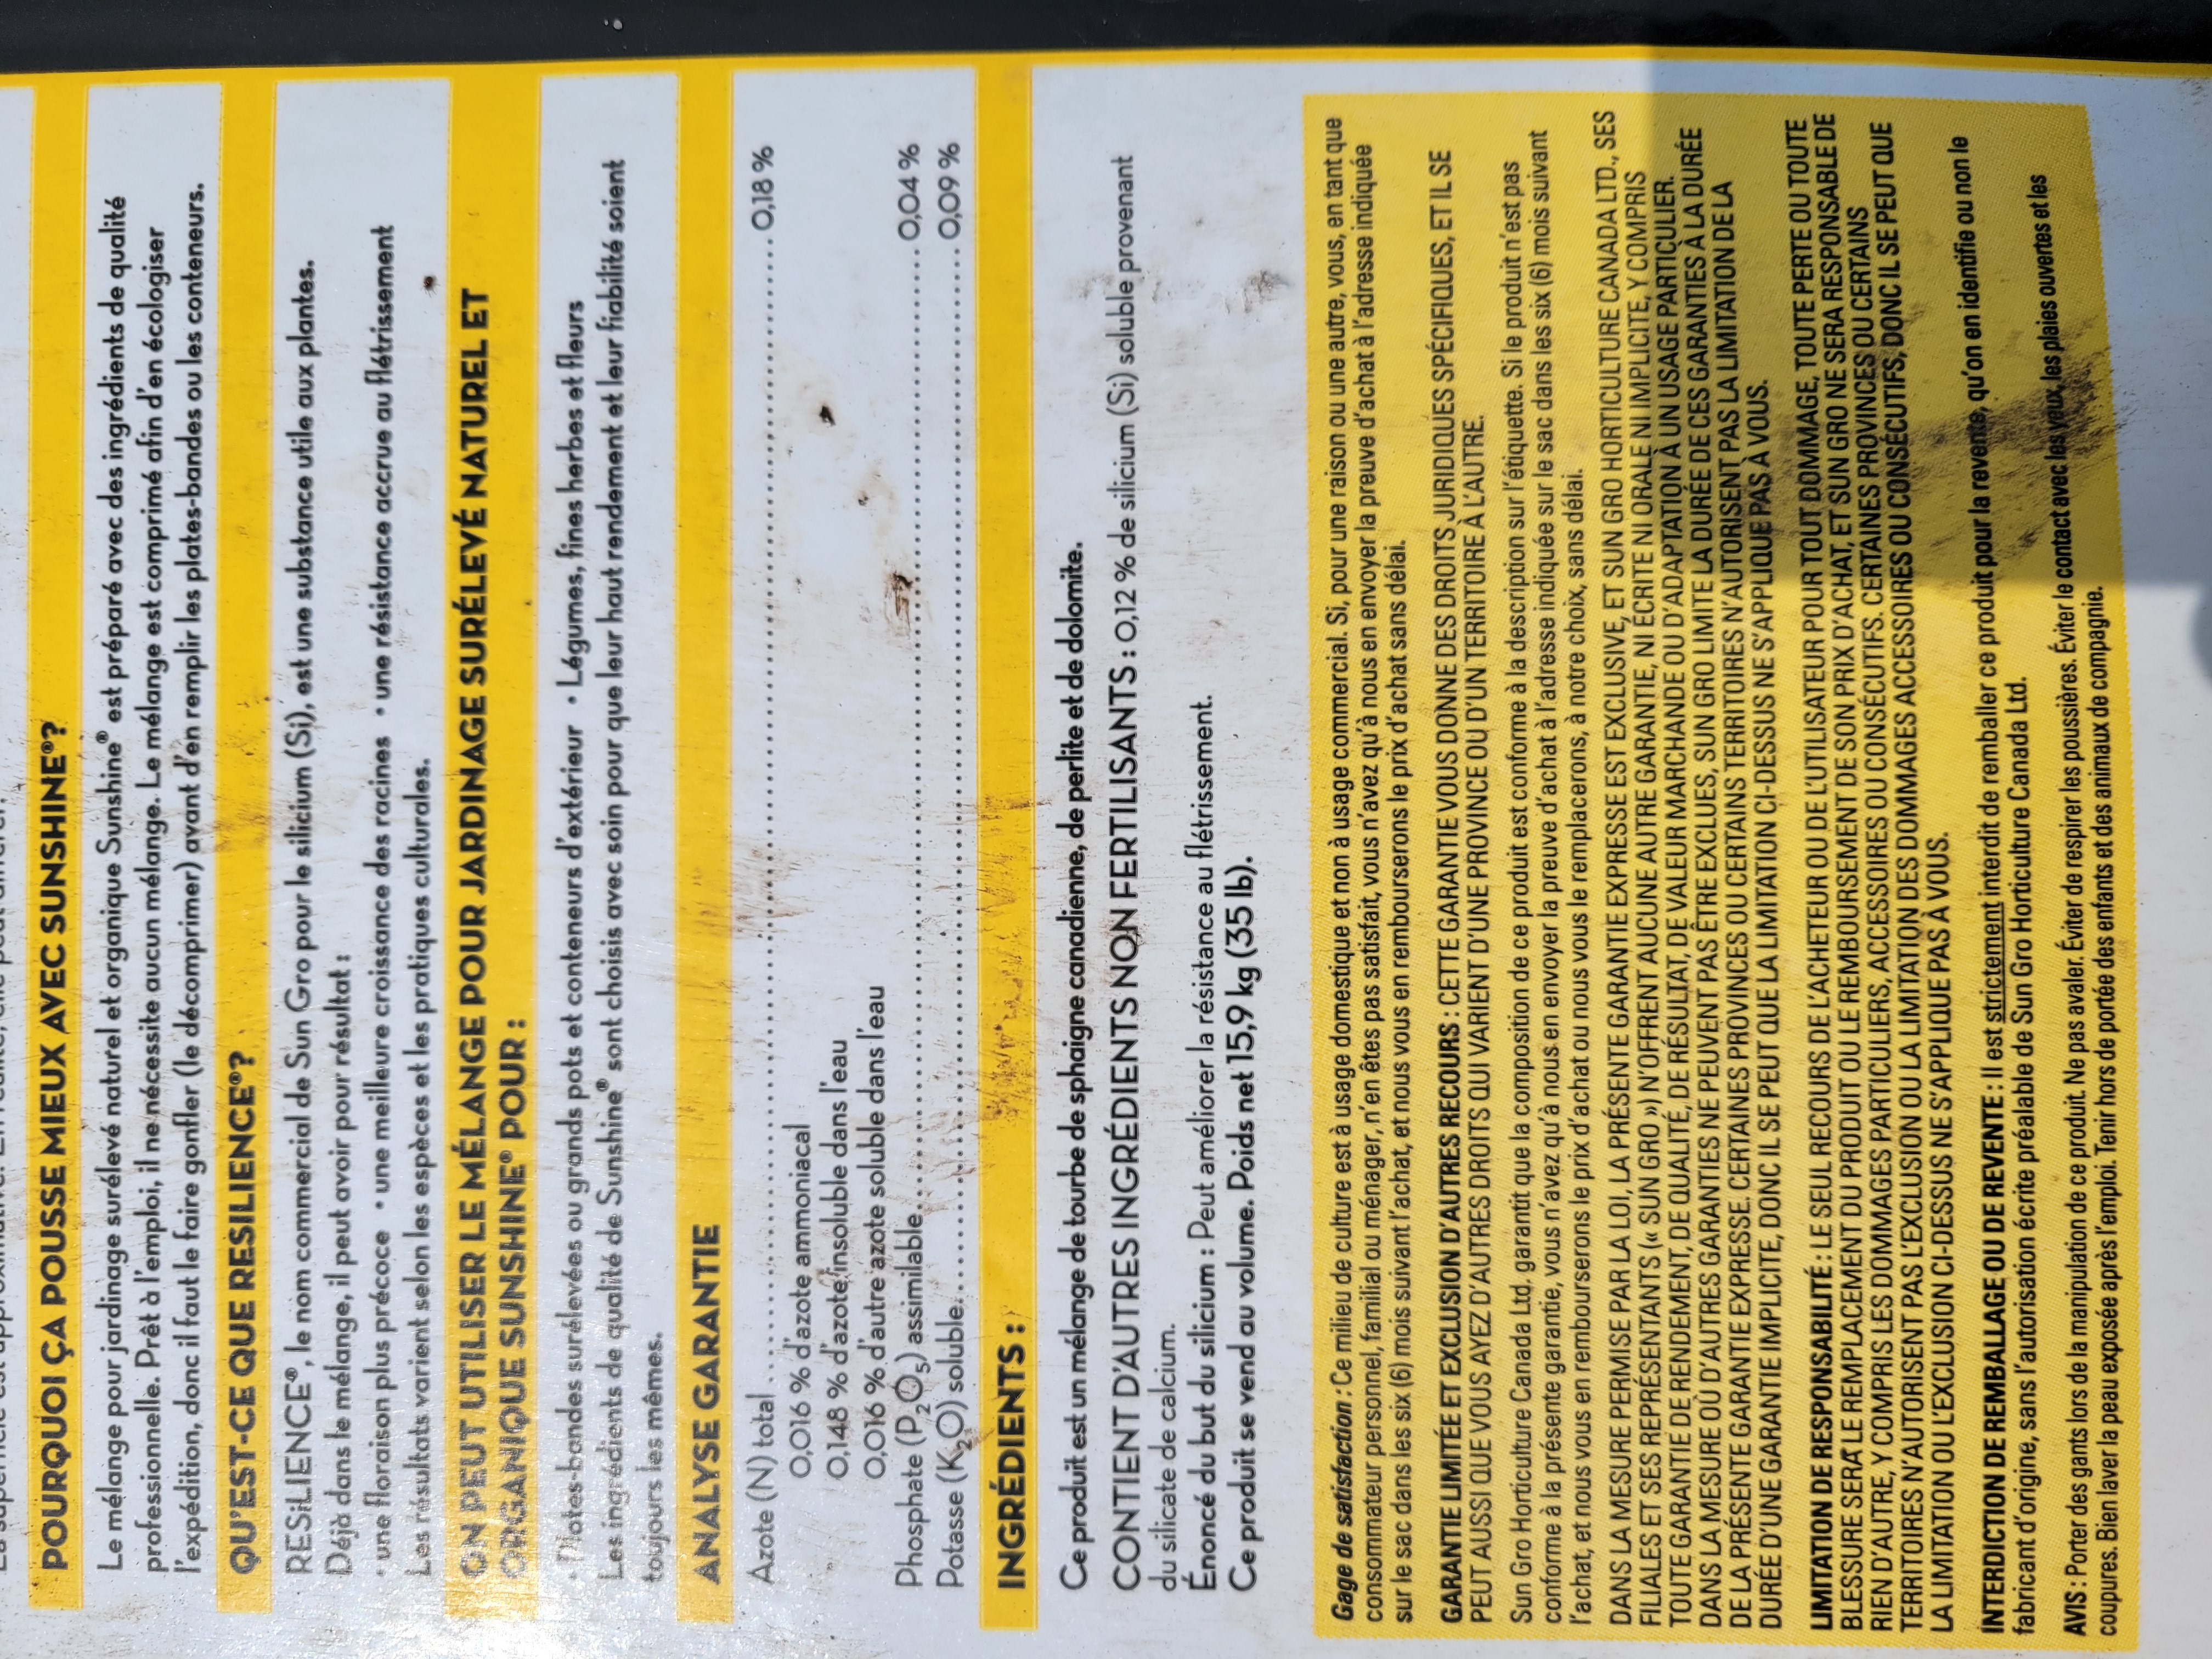 La superficie est approximative. En réalité, elle peut différer.
POURQUOI ÇA POUSSE MIEUX AVEC SUNSHINE®?
Le mélange pour jardinage surélevé naturel et organique Sunshine® est préparé avec des ingrédients de qualité
professionnelle. Prêt à l'emploi, il ne nécessite aucun mélange. Le mélange est comprimé afin d'en écologiser
l'expédition, donc il faut le faire gonfler (le décomprimer) avant d'en remplir les plates-bandes ou les conteneurs.
QU'EST-CE QUE RESILIENCE®?
RESiLIENCE®, le nom commercial de Sun Gro pour le silicium (Si), est une substance utile aux plantes.
Déjà dans le mélange, il peut avoir pour résultat :
• une floraison plus précoce • une meilleure croissance des racines • une résistance accrue au flétrissement
Les résultats varient selon les espèces et les pratiques culturales.
ON PEUT UTILISER LE MÉLANGE POUR JARDINAGE SURÉLEVÉ NATUREL ET
ORGANIQUE SUNSHINE® POUR :
• Plates-bandes surélevées ou grands pots et conteneurs d'extérieur • Légumes, fines herbes et fleurs
Les ingrédients de qualité de Sunshine® sont choisis avec soin pour que leur haut rendement et leur fiabilité soient
toujours les mêmes.
ANALYSE GARANTIE
Azote (N) total ........ 0,18 %
0,016 % d'azote ammoniacal
0,148 % d'azote insoluble dans l'eau
0,016 % d'autre azote soluble dans l'eau
Phosphate (P₂O₅) assimilable ........ 0,04 %
Potasse (K₂O) soluble ........ 0,09 %
INGRÉDIENTS :
Ce produit est un mélange de tourbe de sphaigne canadienne, de perlite et de dolomite.
CONTIENT D'AUTRES INGRÉDIENTS NON FERTILISANTS : 0,12 % de silicium (Si) soluble provenant
du silicate de calcium.
Énoncé du but du silicium : Peut améliorer la résistance au flétrissement.
Ce produit se vend au volume. Poids net 15,9 kg (35 lb).
Gage de satisfaction : Ce milieu de culture est à usage domestique et non à usage commercial. Si, pour une raison ou une autre, vous, en tant que
consommateur personnel, familial ou ménager, n'en êtes pas satisfait, vous n'avez qu'à nous en envoyer la preuve d'achat à l'adresse indiquée
sur le sac dans les six (6) mois suivant l'achat, et nous vous en rembourserons le prix d'achat sans délai.
GARANTIE LIMITÉE ET EXCLUSION D'AUTRES RECOURS : CETTE GARANTIE VOUS DONNE DES DROITS JURIDIQUES SPÉCIFIQUES, ET IL SE
PEUT AUSSI QUE VOUS AYEZ D'AUTRES DROITS QUI VARIENT D'UNE PROVINCE OU D'UN TERRITOIRE À L'AUTRE.
Sun Gro Horticulture Canada Ltd. garantit que la composition de ce produit est conforme à la description sur l'étiquette. Si le produit n'est pas
conforme à la présente garantie, vous n'avez qu'à nous en envoyer la preuve d'achat à l'adresse indiquée sur le sac dans les six (6) mois suivant
l'achat, et nous vous en rembourserons le prix d'achat ou nous vous le remplacerons, à notre choix, sans délai.
DANS LA MESURE PERMISE PAR LA LOI, LA PRÉSENTE GARANTIE EXPRESSE EST EXCLUSIVE, ET SUN GRO HORTICULTURE CANADA LTD., SES
FILIALES ET SES REPRÉSENTANTS (« SUN GRO ») N'OFFRENT AUCUNE AUTRE GARANTIE, NI ÉCRITE NI ORALE NI IMPLICITE, Y COMPRIS
TOUTE GARANTIE DE RENDEMENT, DE QUALITÉ, DE RÉSULTAT, DE VALEUR MARCHANDE OU D'ADAPTATION À UN USAGE PARTICULIER.
DANS LA MESURE OÙ D'AUTRES GARANTIES NE PEUVENT PAS ÊTRE EXCLUES, SUN GRO LIMITE LA DURÉE DE CES GARANTIES À LA DURÉE
DE LA PRÉSENTE GARANTIE EXPRESSE. CERTAINES PROVINCES OU CERTAINS TERRITOIRES N'AUTORISENT PAS LA LIMITATION DE LA
DURÉE D'UNE GARANTIE IMPLICITE, DONC IL SE PEUT QUE LA LIMITATION CI-DESSUS NE S'APPLIQUE PAS À VOUS.
LIMITATION DE RESPONSABILITÉ : LE SEUL RECOURS DE L'ACHETEUR OU DE L'UTILISATEUR POUR TOUT DOMMAGE, TOUTE PERTE OU TOUTE
BLESSURE SERA LE REMPLACEMENT DU PRODUIT OU LE REMBOURSEMENT DE SON PRIX D'ACHAT, ET SUN GRO NE SERA RESPONSABLE DE
RIEN D'AUTRE, Y COMPRIS LES DOMMAGES PARTICULIERS, ACCESSOIRES OU CONSÉCUTIFS. CERTAINES PROVINCES OU CERTAINS
TERRITOIRES N'AUTORISENT PAS L'EXCLUSION OU LA LIMITATION DES DOMMAGES ACCESSOIRES OU CONSÉCUTIFS, DONC IL SE PEUT QUE
LA LIMITATION OU L'EXCLUSION CI-DESSUS NE S'APPLIQUE PAS À VOUS.
INTERDICTION DE REMBALLAGE OU DE REVENTE : Il est strictement interdit de remballer ce produit pour la revente, qu'on en identifie ou non le
fabricant d'origine, sans l'autorisation écrite préalable de Sun Gro Horticulture Canada Ltd.
AVIS : Porter des gants lors de la manipulation de ce produit. Ne pas avaler. Éviter de respirer les poussières. Éviter le contact avec les yeux, les plaies ouvertes et les
coupures. Bien laver la peau exposée après l'emploi. Tenir hors de portée des enfants et des animaux de compagnie.